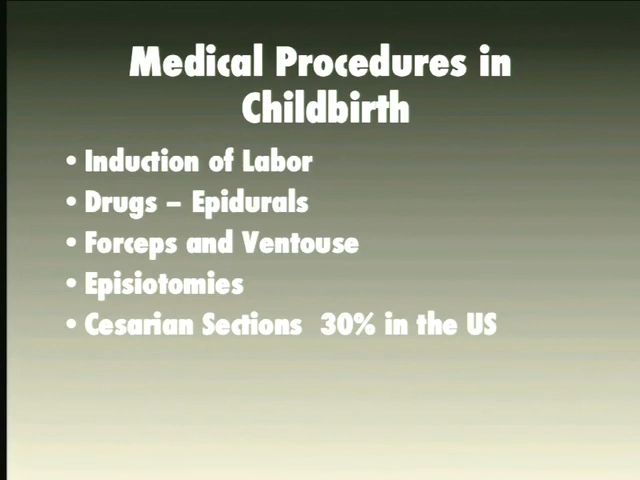 Medical Procedures in
Childbirth
• Induction of Labor
• Drugs – Epidurals
• Forceps and Ventouse
• Episiotomies
• Cesarian Sections  30% in the US